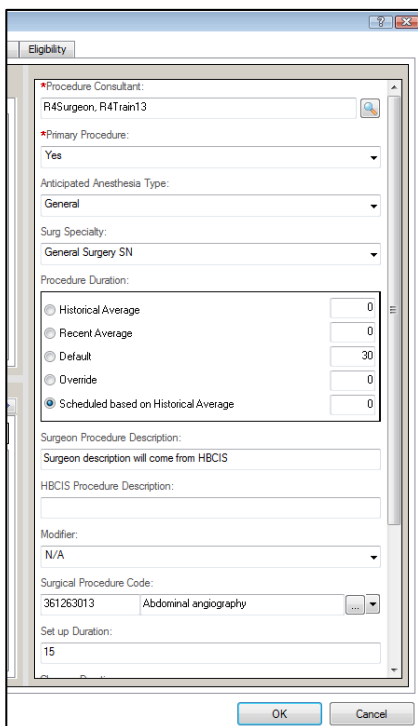 Eligibility
*Procedure Consultant:
R4Surgeon, R4Train13
*Primary Procedure:
Yes
Anticipated Anesthesia Type:
General
Surg Specialty:
General Surgery SN
Procedure Duration:
Historical Average 0
Recent Average 0
Default 30
Override 0
Scheduled based on Historical Average 0
Surgeon Procedure Description:
Surgeon description will come from HBCIS
HBCIS Procedure Description:
Modifier:
N/A
Surgical Procedure Code:
361263013 Abdominal angiography ...
Set up Duration:
15
OK Cancel